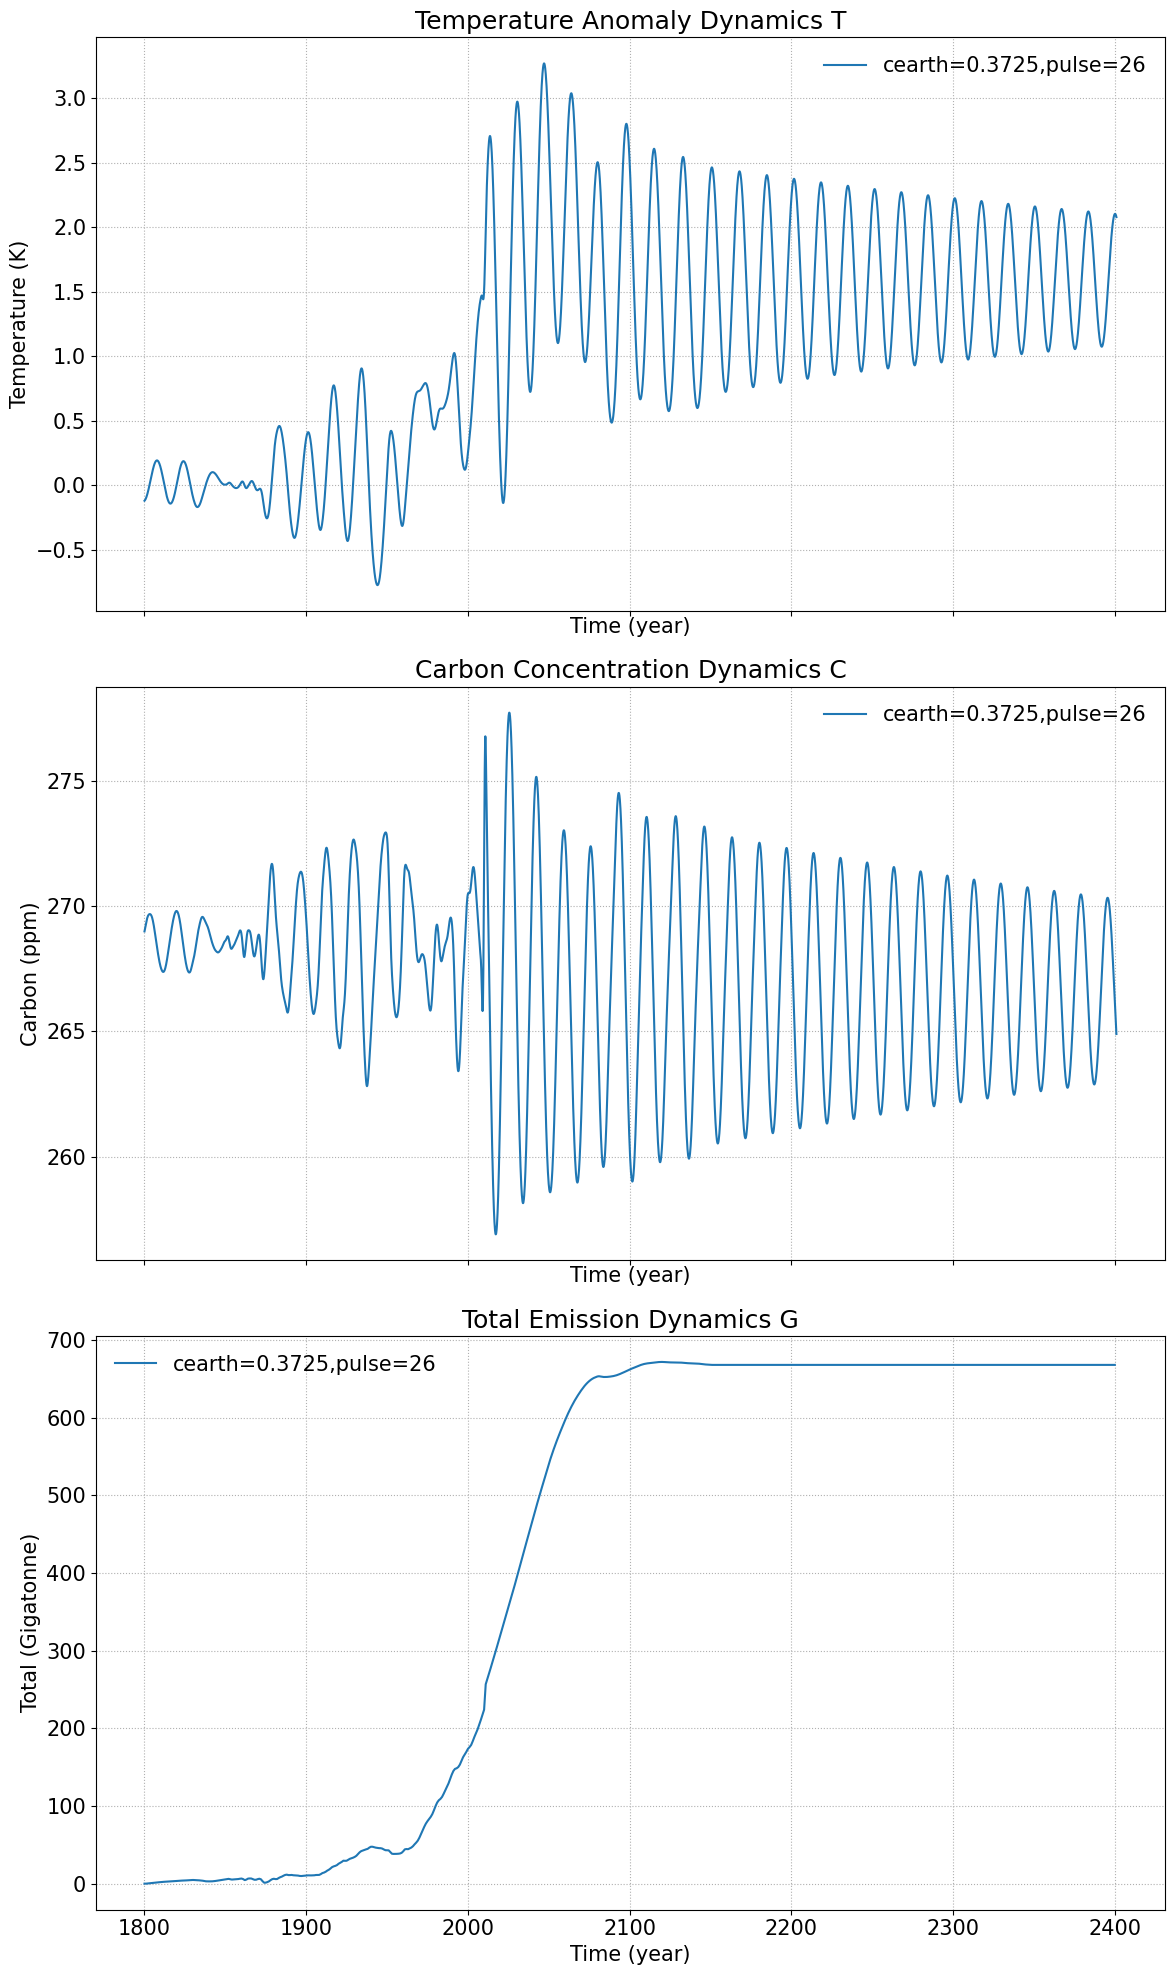 Temperature Anomaly Dynamics T
cearth=0.3725,pulse=26
3.0
2.5
2.0
1.5
1.0
0.5
0.0
−0.5
Temperature (K)
Time (year)
Carbon Concentration Dynamics C
cearth=0.3725,pulse=26
275
270
265
260
Carbon (ppm)
Time (year)
Total Emission Dynamics G
cearth=0.3725,pulse=26
700
600
500
400
300
200
100
0
Total (Gigatonne)
1800 1900 2000 2100 2200 2300 2400
Time (year)